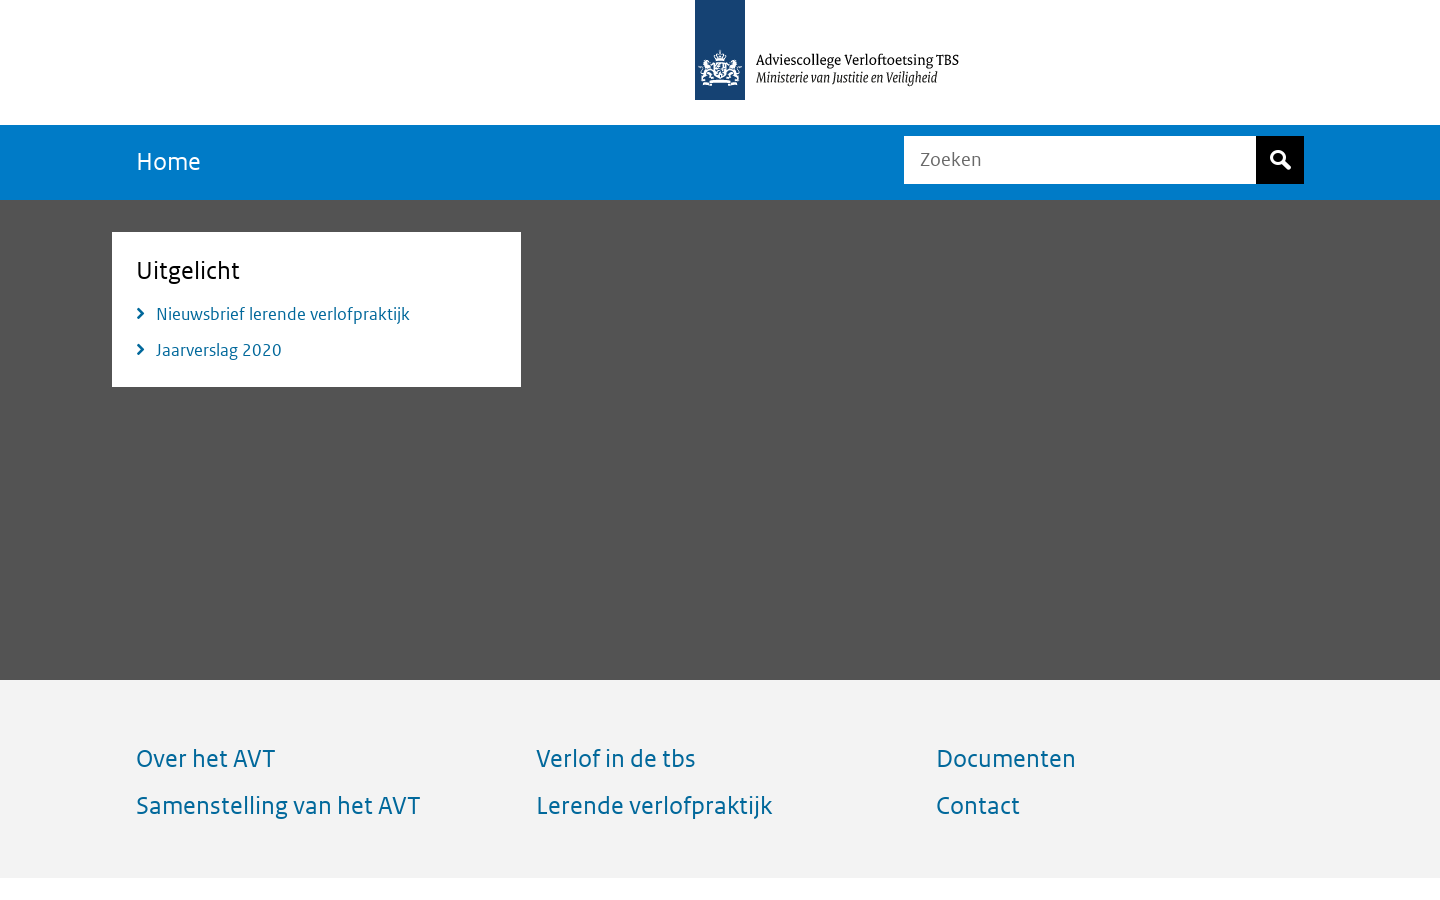 Adviescollege Verloftoetsing TBS
Ministerie van Justitie en Veiligheid
Home
Zoeken
Uitgelicht
Nieuwsbrief lerende verlofpraktijk
Jaarverslag 2020
Over het AVT
Verlof in de tbs
Documenten
Samenstelling van het AVT
Lerende verlofpraktijk
Contact